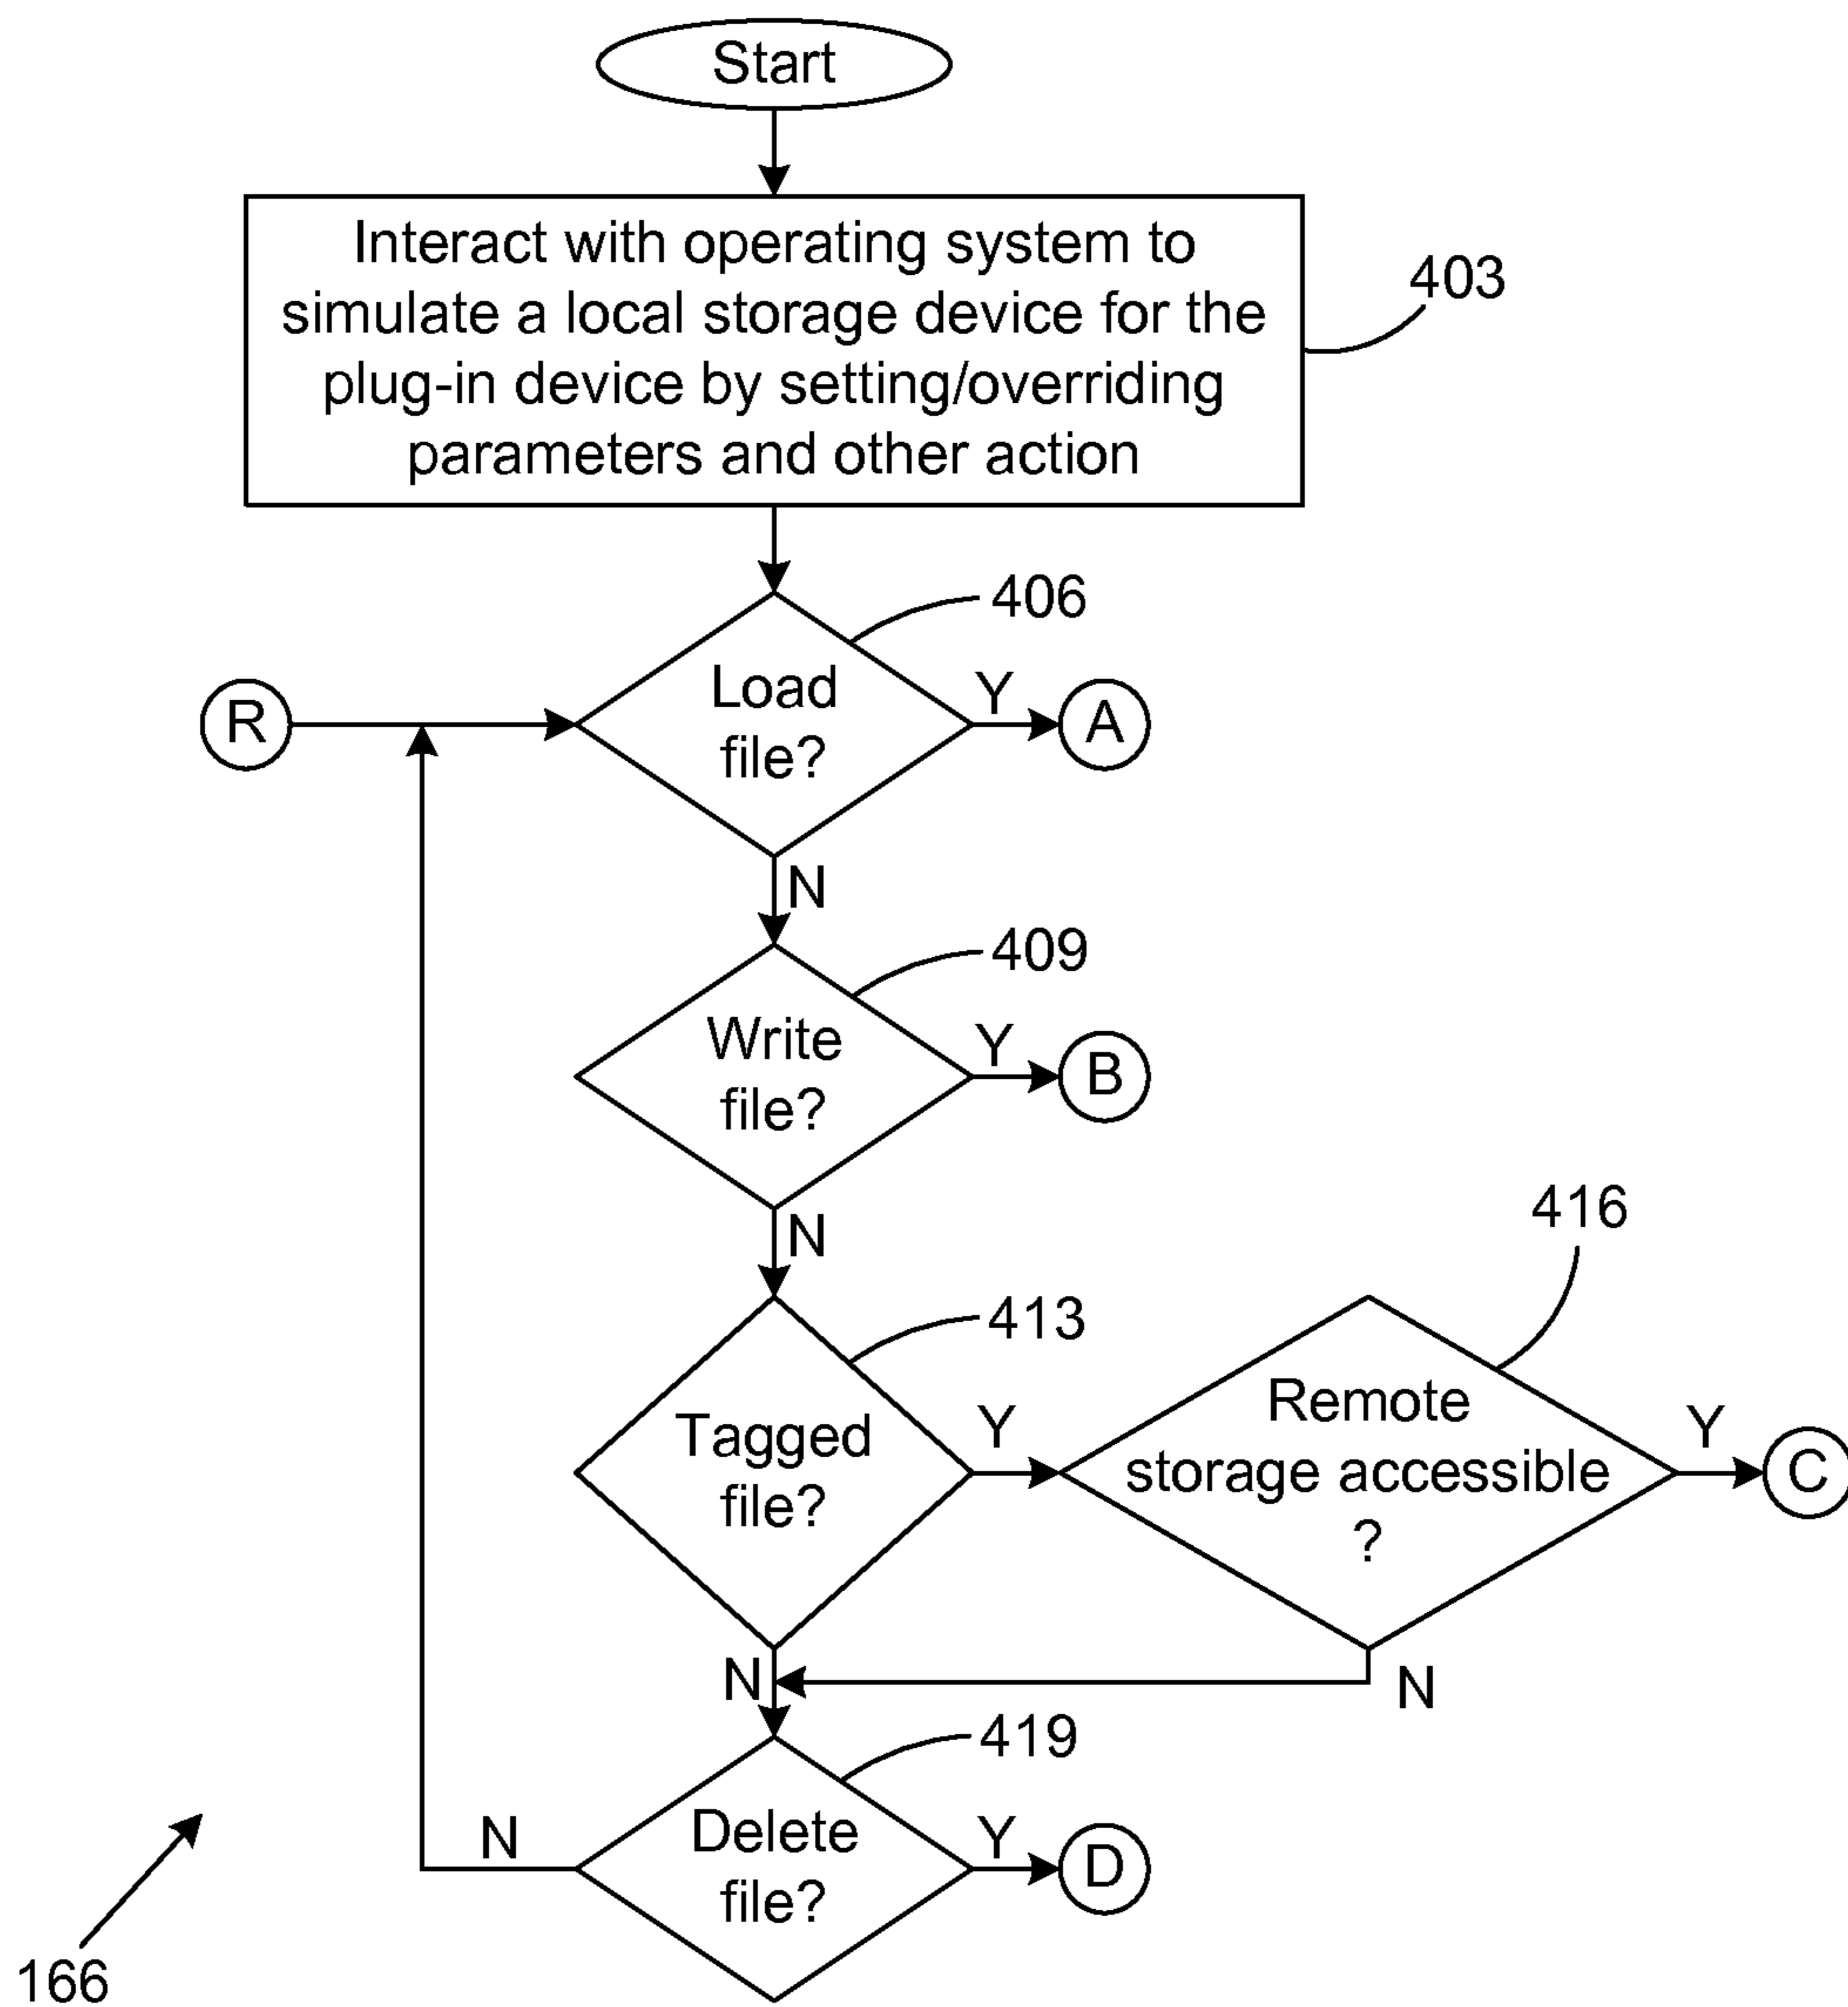 Start
Interact with operating system to
simulate a local storage device for the
plug-in device by setting/overriding
parameters and other action
403
406
Load
file?
Y
A
R
N
409
Write
file?
Y
B
N
416
413
Tagged
file?
Y
Remote
storage accessible
?
Y
C
N
N
419
Delete
file?
N
Y
D
166